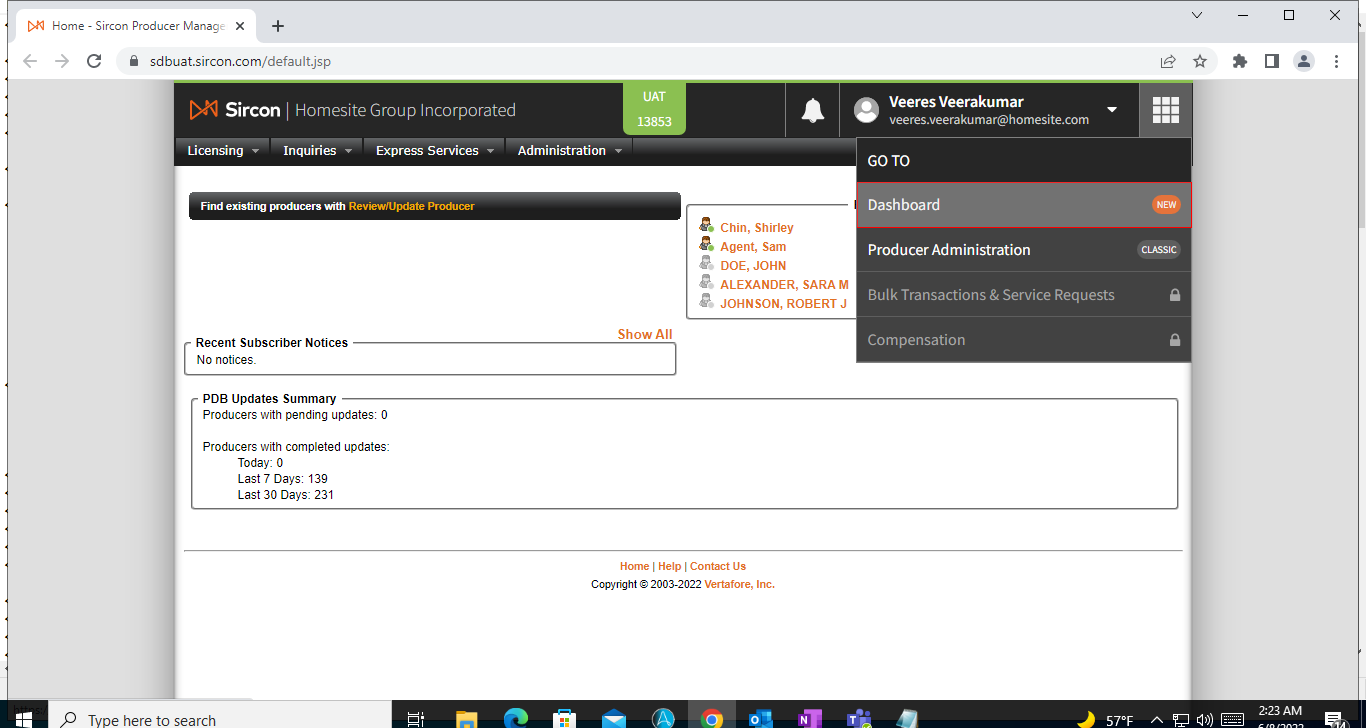 Home - Sircon Producer Manage
sdbuat.sircon.com/default.jsp
Sircon | Homesite Group Incorporated
UAT
13853
Veeres Veerakumar
veeres.veerakumar@homesite.com
Licensing
Inquiries
Express Services
Administration
GO TO
Dashboard
NEW
Producer Administration
CLASSIC
Bulk Transactions & Service Requests
Compensation
Find existing producers with Review/Update Producer
Chin, Shirley
Agent, Sam
DOE, JOHN
ALEXANDER, SARA M
JOHNSON, ROBERT J
Show All
Recent Subscriber Notices
No notices.
PDB Updates Summary
Producers with pending updates: 0
Producers with completed updates:
Today: 0
Last 7 Days: 139
Last 30 Days: 231
Home | Help | Contact Us
Copyright © 2003-2022 Vertafore, Inc.
Type here to search
57°F
2:23 AM
6/8/2022
14